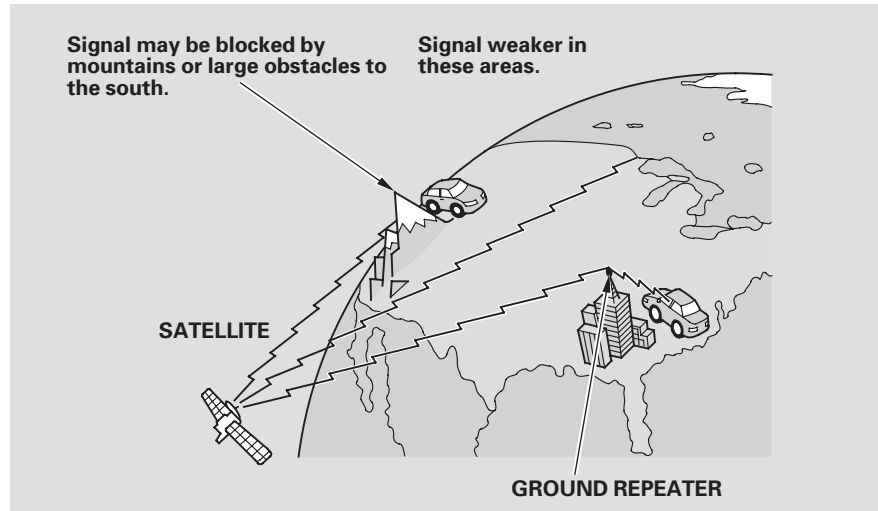 Signal may be blocked by
mountains or large obstacles to
the south.
Signal weaker in
these areas.
SATELLITE
GROUND REPEATER